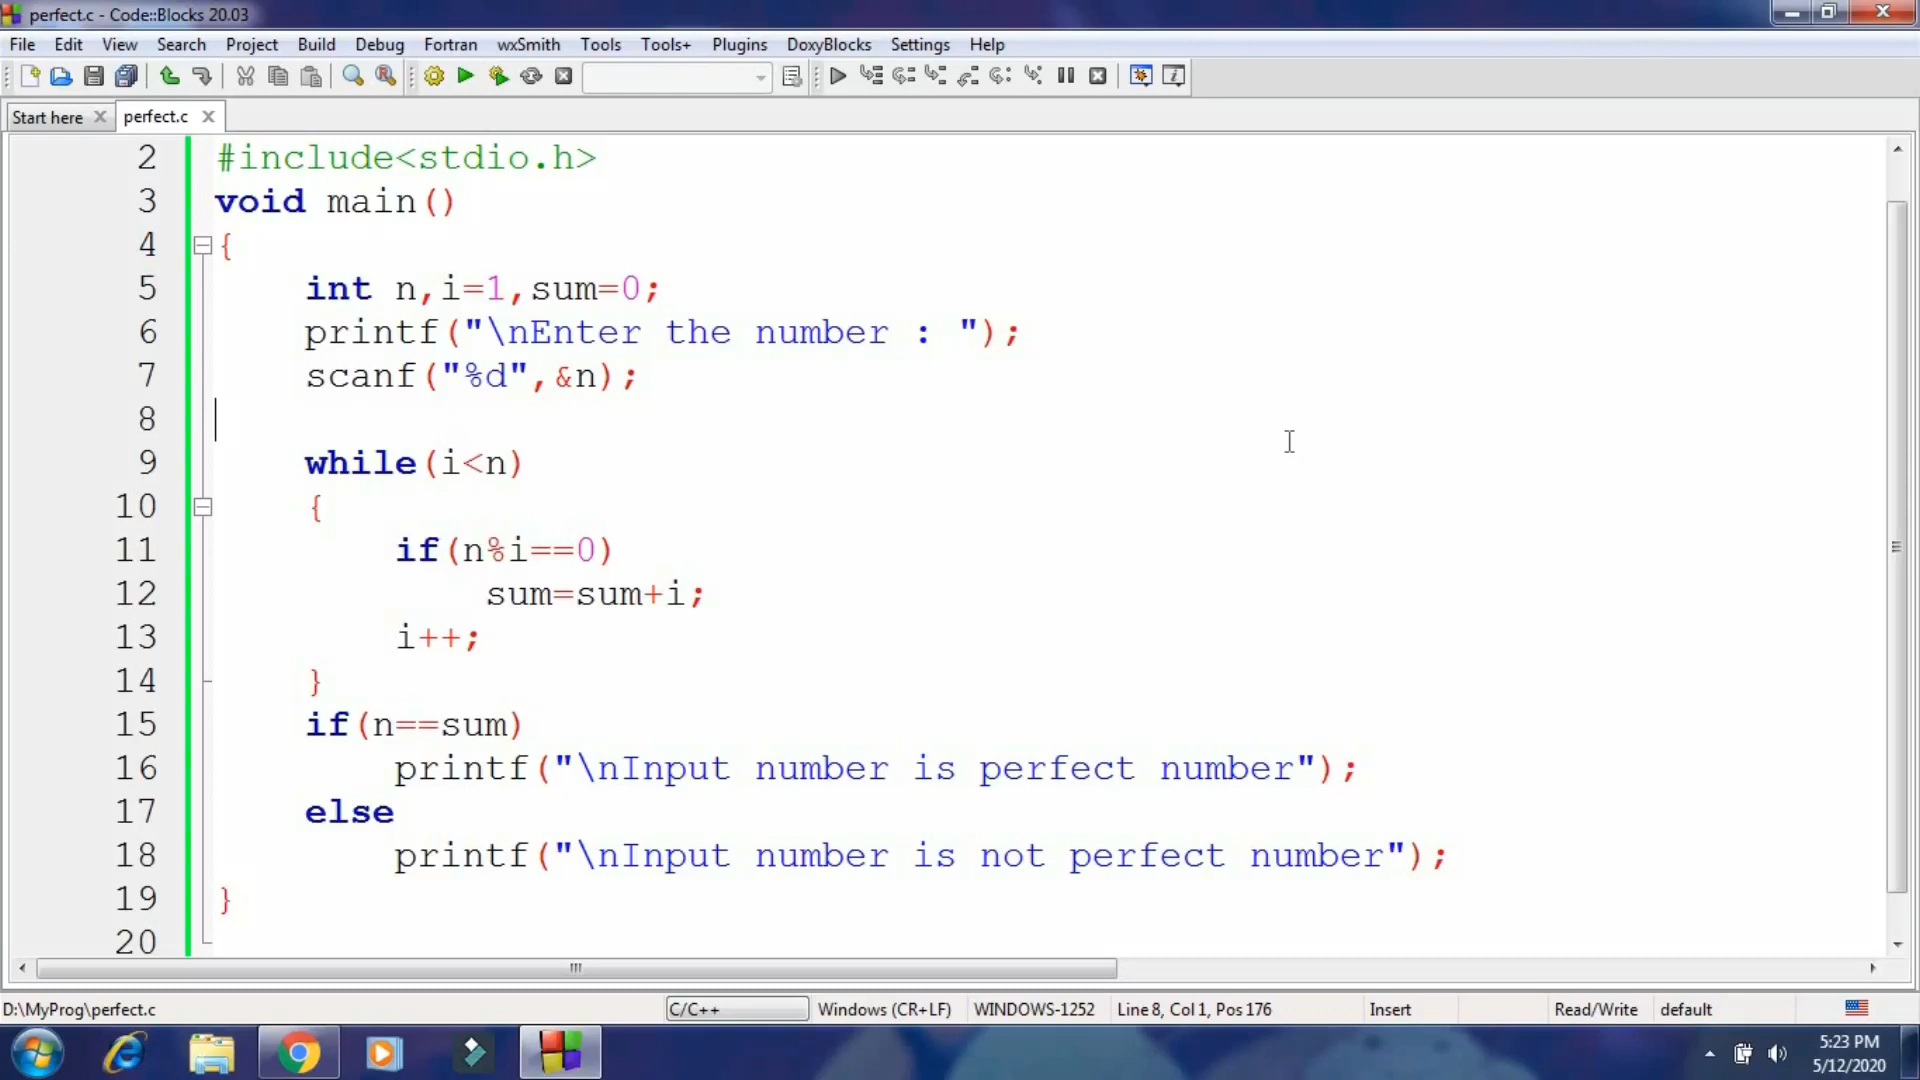 perfect.c - Code::Blocks 20.03
File Edit View Search Project Build Debug Fortran wxSmith Tools Tools+ Plugins DoxyBlocks Settings Help
Start here perfect.c
2 #include<stdio.h>
3 void main()
4 {
5 int n,i=1,sum=0;
6 printf("\nEnter the number : ");
7 scanf("%d",&n);
8
9 while(i<n)
10 {
11 if(n%i==0)
12 sum=sum+i;
13 i++;
14 }
15 if(n==sum)
16 printf("\nInput number is perfect number");
17 else
18 printf("\nInput number is not perfect number");
19 }
20
D:\MyProg\perfect.c C/C++ Windows (CR+LF) WINDOWS-1252 Line 8, Col 1, Pos 176 Insert Read/Write default
5:23 PM
5/12/2020